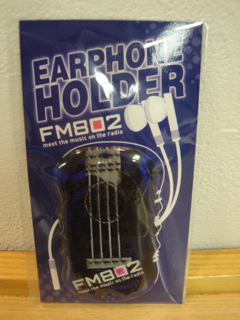 EARPHONE
HOLDER
FM802
meet the music on the radio
FM802
meet the music on the radio